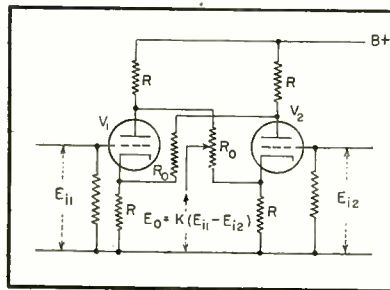 B+
R
R
V1
V2
Ei1
R0
R0
Ei2
R
E0 = K(Ei1 - Ei2)
R